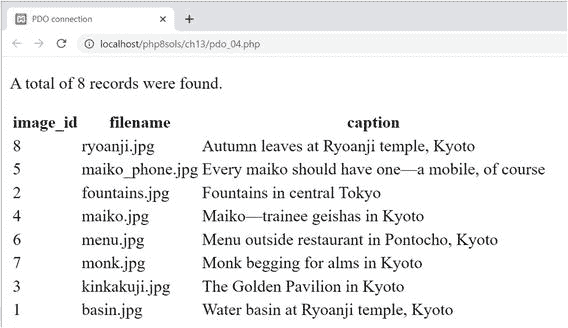 PDO connection
localhost/php8sols/ch13/pdo_04.php
A total of 8 records were found.
image_id filename caption
8 ryoanji.jpg Autumn leaves at Ryoanji temple, Kyoto
5 maiko_phone.jpg Every maiko should have one—a mobile, of course
2 fountains.jpg Fountains in central Tokyo
4 maiko.jpg Maiko—trainee geishas in Kyoto
6 menu.jpg Menu outside restaurant in Pontocho, Kyoto
7 monk.jpg Monk begging for alms in Kyoto
3 kinkakuji.jpg The Golden Pavilion in Kyoto
1 basin.jpg Water basin at Ryoanji temple, Kyoto